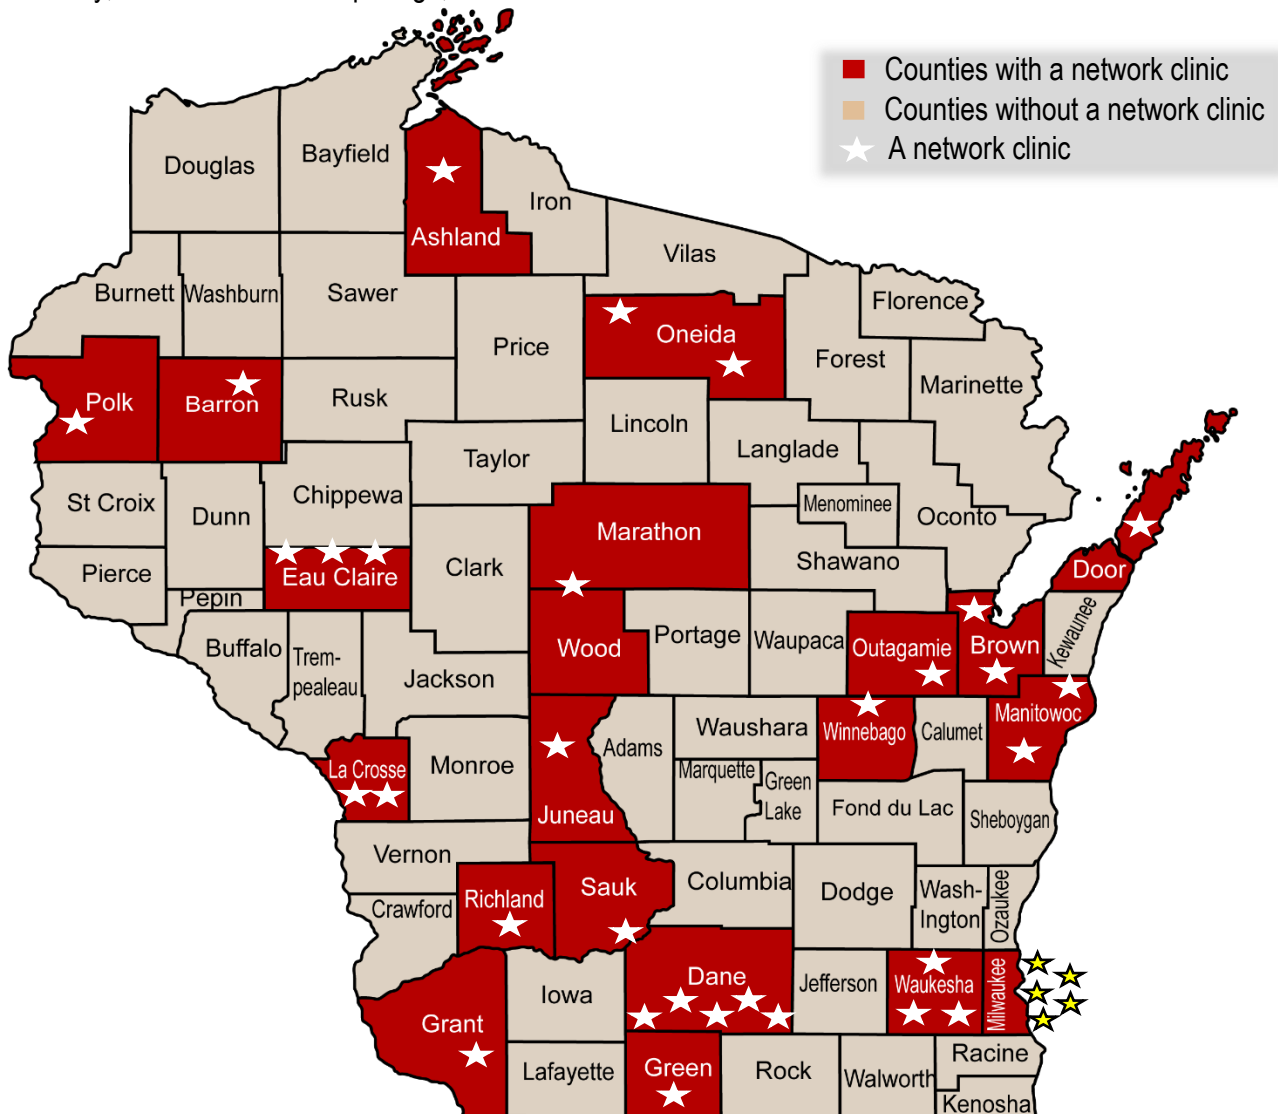 Counties with a network clinic
Counties without a network clinic
A network clinic
Douglas
Bayfield
Iron
Ashland
Vilas
Burnett
Washburn
Sawer
Florence
Oneida
Price
Forest
Marinette
Polk
Barron
Rusk
Lincoln
Langlade
Taylor
St Croix
Dunn
Chippewa
Menominee
Oconto
Marathon
Shawano
Pierce
Eau Claire
Clark
Door
Pepin
Buffalo
Trem-
pealeau
Jackson
Wood
Portage
Waupaca
Outagamie
Brown
Kewaunee
La Crosse
Monroe
Juneau
Adams
Waushara
Winnebago
Calumet
Manitowoc
Marquette
Green
Lake
Fond du Lac
Sheboygan
Vernon
Crawford
Richland
Sauk
Columbia
Dodge
Wash-
Ington
Ozaukee
Grant
Iowa
Dane
Jefferson
Waukesha
Milwaukee
Lafayette
Green
Rock
Walworth
Racine
Kenosha